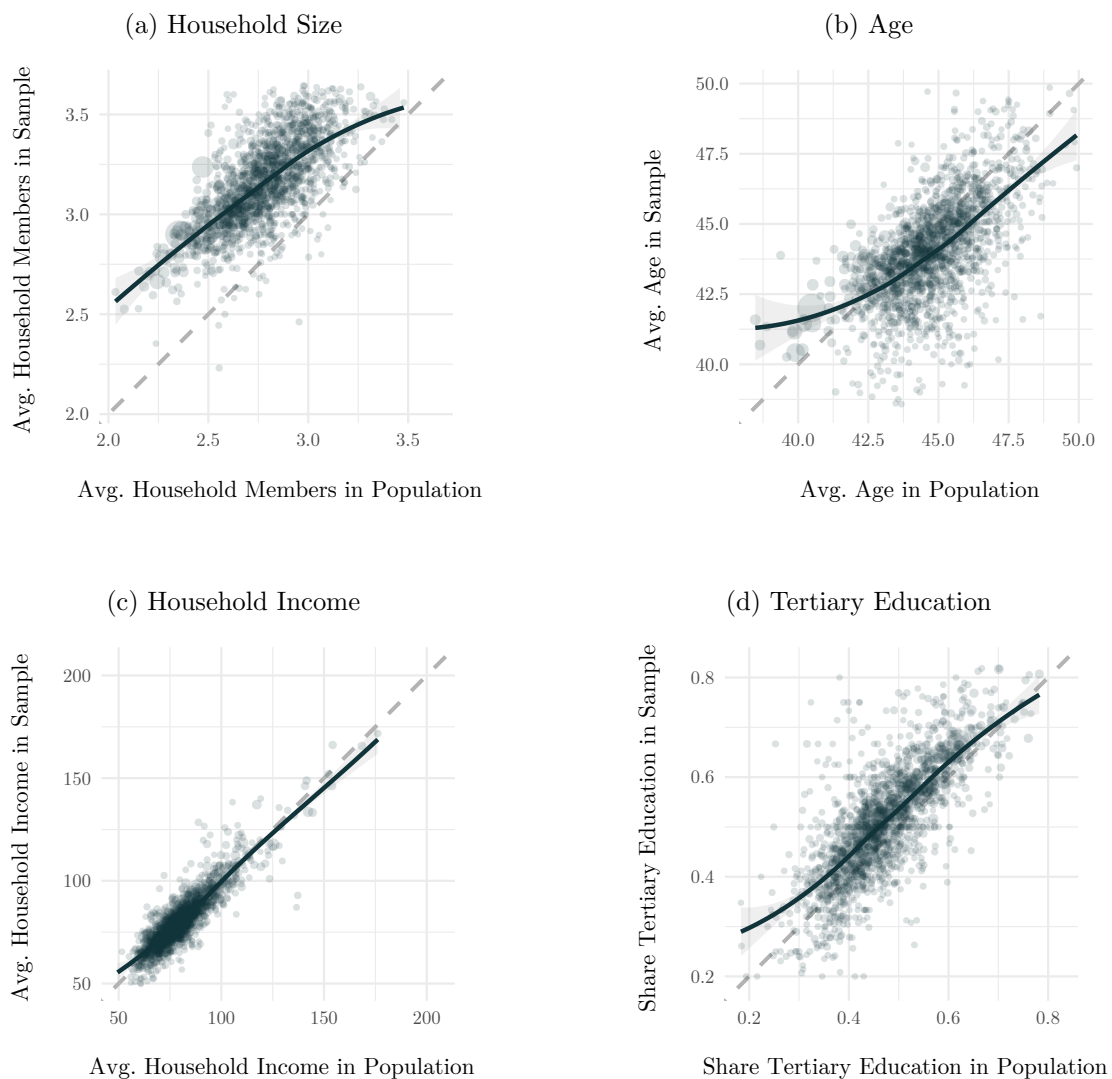 (a) Household Size
Avg. Household Members in Sample
3.5
3.0
2.5
2.0
2.0 2.5 3.0 3.5
Avg. Household Members in Population
(b) Age
Avg. Age in Sample
50.0
47.5
45.0
42.5
40.0
40.0 42.5 45.0 47.5 50.0
Avg. Age in Population
(c) Household Income
Avg. Household Income in Sample
200
150
100
50
50 100 150 200
Avg. Household Income in Population
(d) Tertiary Education
Share Tertiary Education in Sample
0.8
0.6
0.4
0.2
0.2 0.4 0.6 0.8
Share Tertiary Education in Population